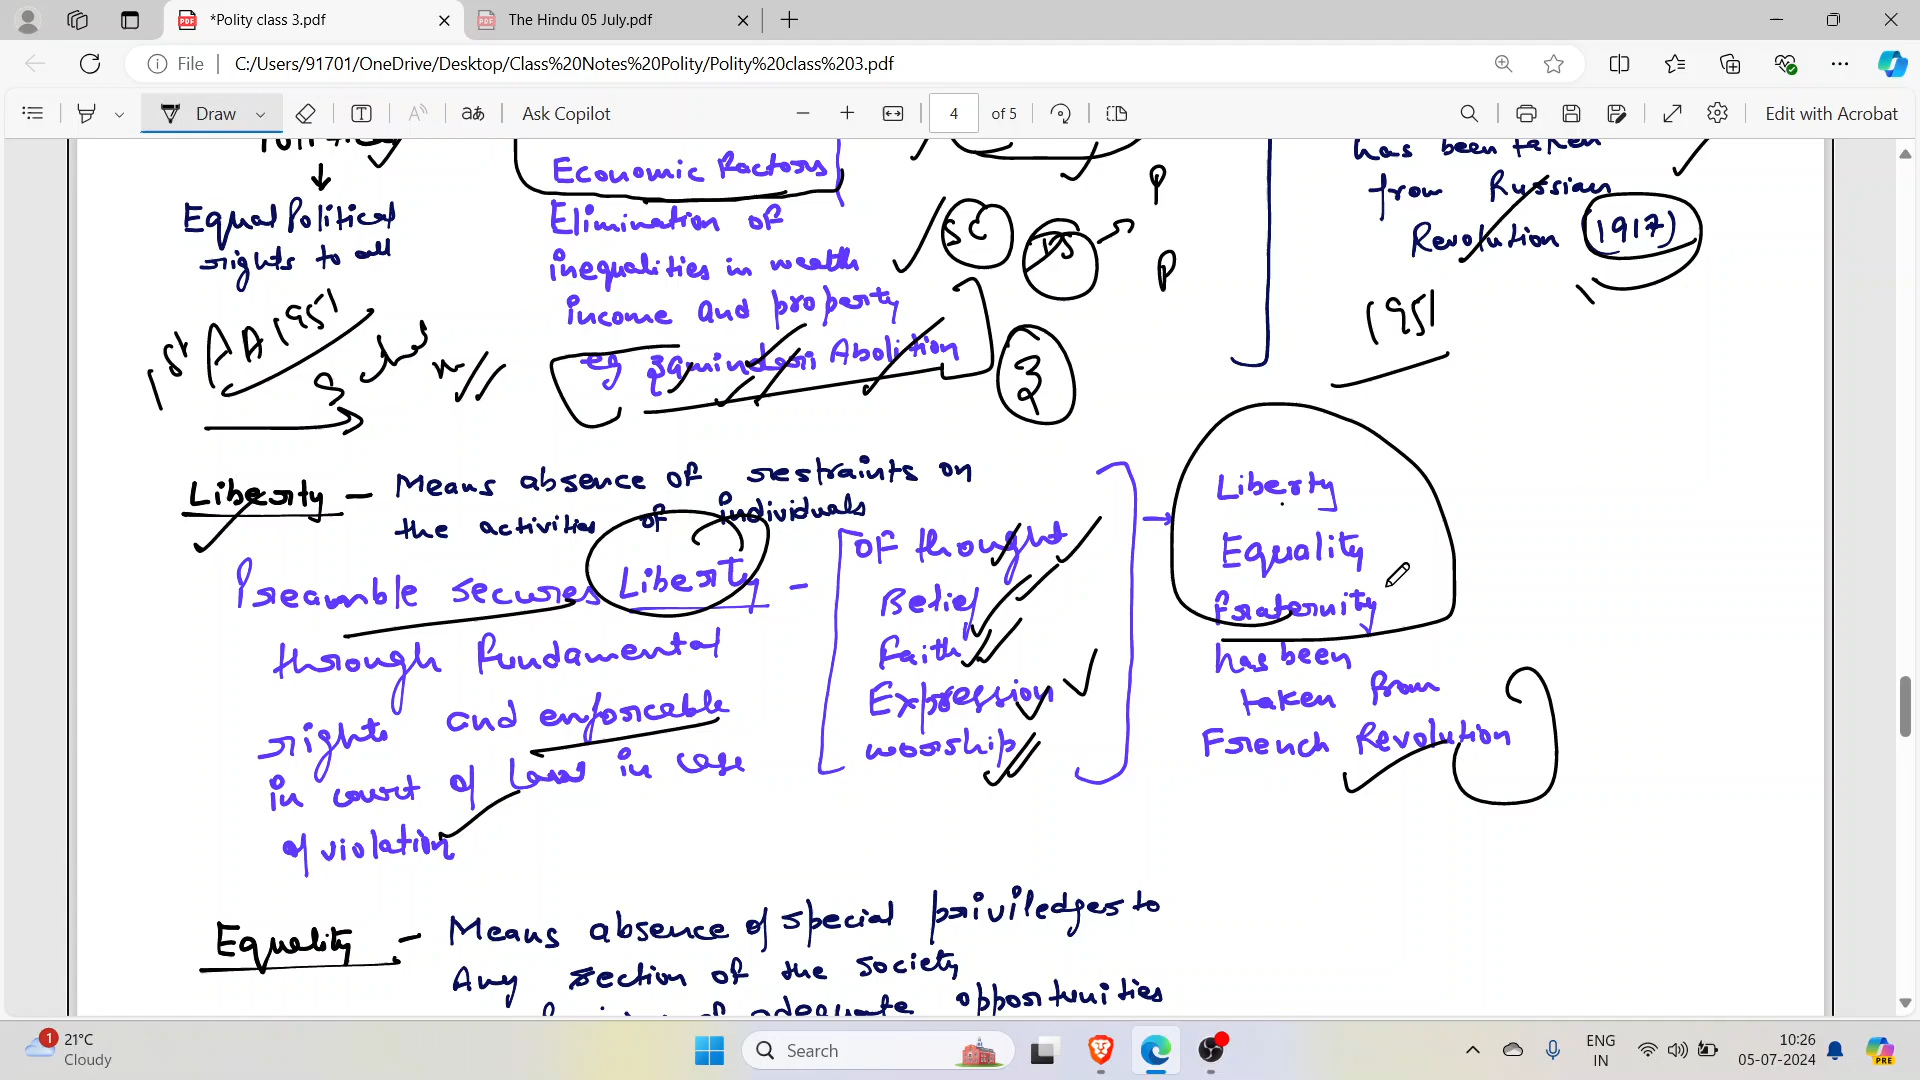 *Polity class 3.pdf
The Hindu 05 July.pdf
File
C:/Users/91701/OneDrive/Desktop/Class%20Notes%20Polity/Polity%20class%203.pdf
Draw
Ask Copilot
4 of 5
Edit with Acrobat
Equal Political
rights to all
1st AA 1951
Economic Factors
Elimination of
inequalities in wealth
income and property
eg Zamindari Abolition
SC
P
P
3
has been taken
from Russian
Revolution (1917)
1951
Liberty – Means absence of restraints on
the activities of individuals
Preamble secures Liberty –
through fundamental
rights and enforceable
in court of law in case
of violation
of thought
Belief
Faith
Expression
worship
Liberty
Equality
fraternity
has been
taken from
French Revolution
Equality – Means absence of special priviledges to
Any section of the society
of adequate opportunities
1
21°C
Cloudy
Search
ENG
IN
10:26
05-07-2024
PRE